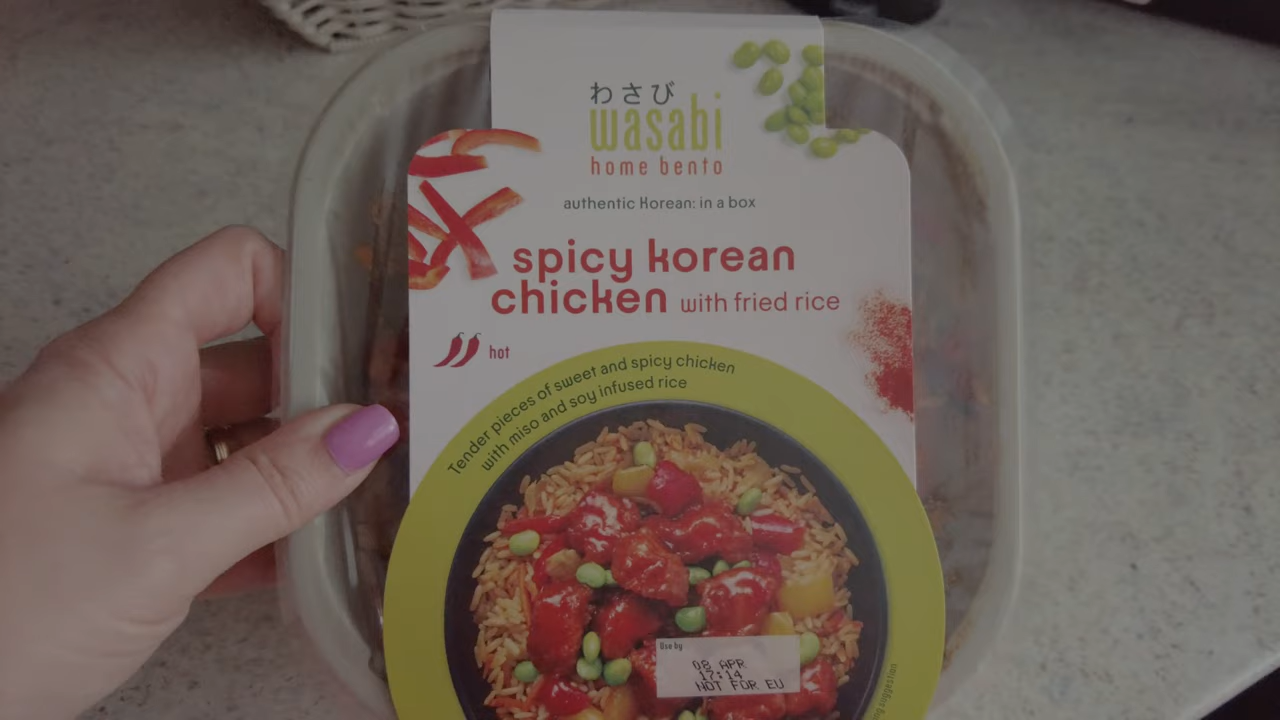 わさび
wasabi
home bento
authentic Korean: in a box
spicy korean
chicken with fried rice
hot
Tender pieces of sweet and spicy chicken
with miso and soy infused rice
Use by
08 APR
17:14
NOT FOR EU
suggestion